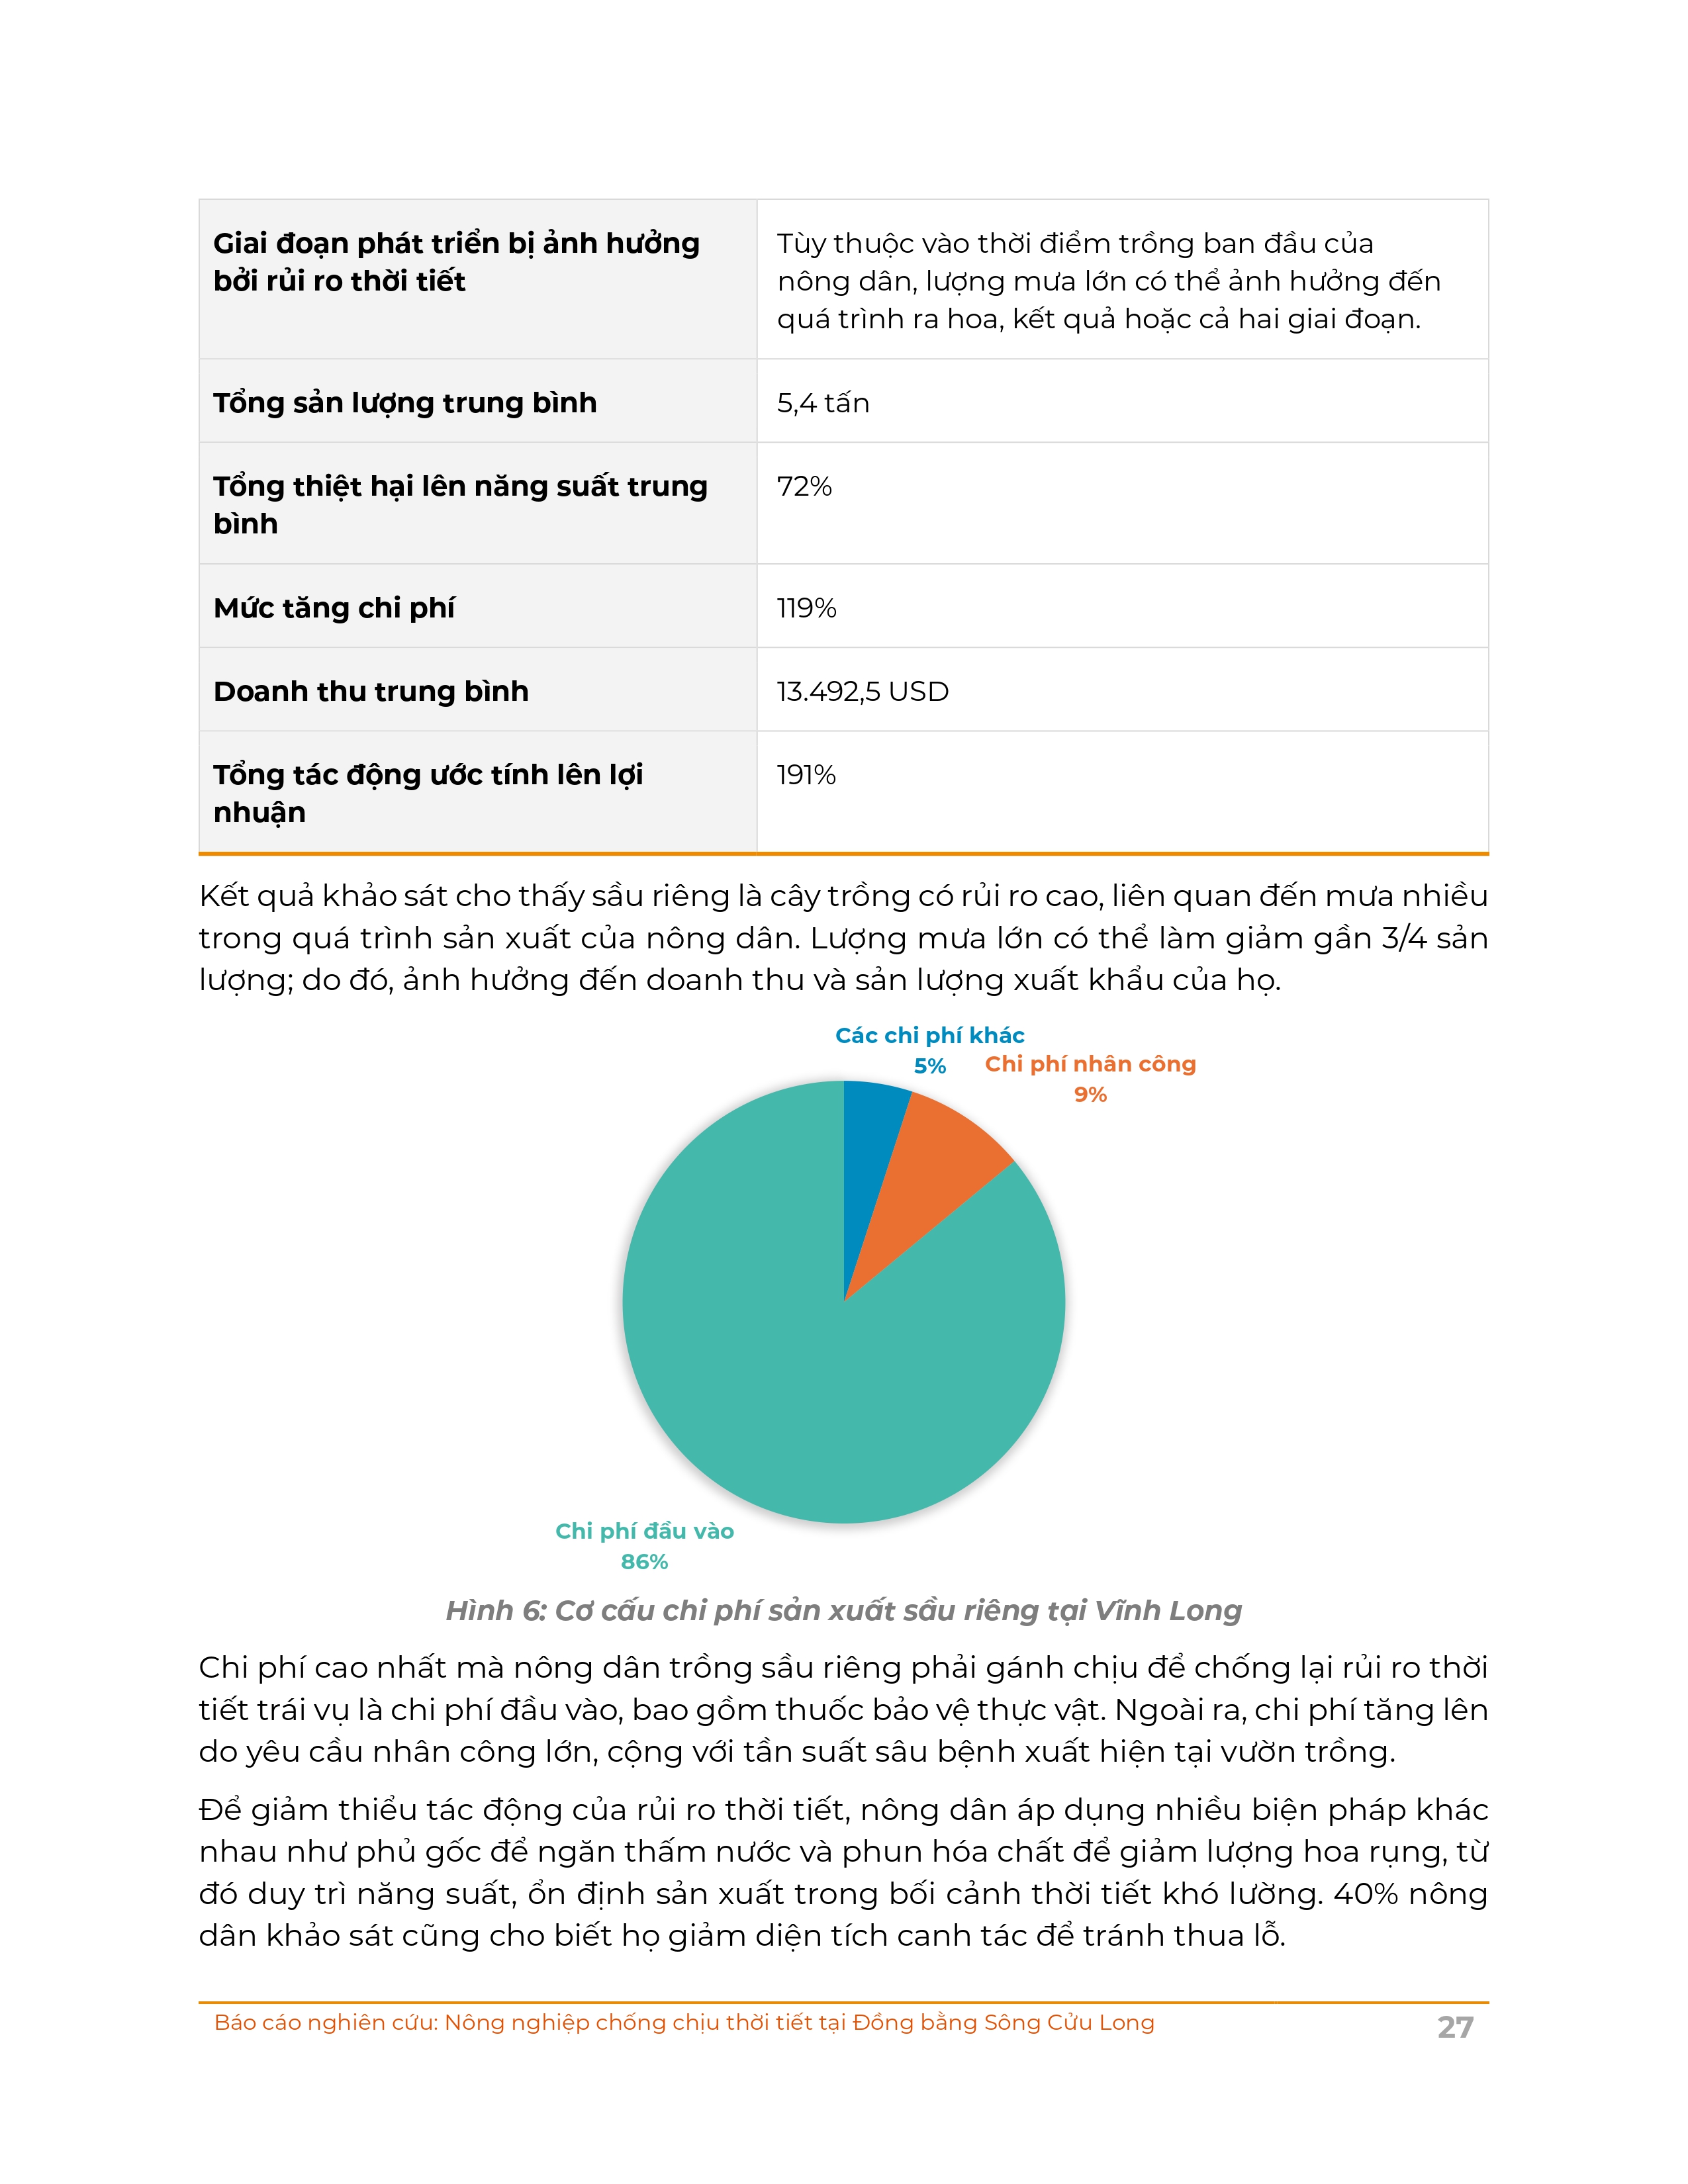 Giai đoạn phát triển bị ảnh hưởng
bởi rủi ro thời tiết
Tùy thuộc vào thời điểm trồng ban đầu của
nông dân, lượng mưa lớn có thể ảnh hưởng đến
quá trình ra hoa, kết quả hoặc cả hai giai đoạn.
Tổng sản lượng trung bình
5,4 tấn
Tổng thiệt hại lên năng suất trung
bình
72%
Mức tăng chi phí
119%
Doanh thu trung bình
13.492,5 USD
Tổng tác động ước tính lên lợi
nhuận
191%
Kết quả khảo sát cho thấy sầu riêng là cây trồng có rủi ro cao, liên quan đến mưa nhiều
trong quá trình sản xuất của nông dân. Lượng mưa lớn có thể làm giảm gần 3/4 sản
lượng; do đó, ảnh hưởng đến doanh thu và sản lượng xuất khẩu của họ.
Các chi phí khác
5%
Chi phí nhân công
9%
Chi phí đầu vào
86%
Hình 6: Cơ cấu chi phí sản xuất sầu riêng tại Vĩnh Long
Chi phí cao nhất mà nông dân trồng sầu riêng phải gánh chịu để chống lại rủi ro thời
tiết trái vụ là chi phí đầu vào, bao gồm thuốc bảo vệ thực vật. Ngoài ra, chi phí tăng lên
do yêu cầu nhân công lớn, cộng với tần suất sâu bệnh xuất hiện tại vườn trồng.
Để giảm thiểu tác động của rủi ro thời tiết, nông dân áp dụng nhiều biện pháp khác
nhau như phủ gốc để ngăn thấm nước và phun hóa chất để giảm lượng hoa rụng, từ
đó duy trì năng suất, ổn định sản xuất trong bối cảnh thời tiết khó lường. 40% nông
dân khảo sát cũng cho biết họ giảm diện tích canh tác để tránh thua lỗ.
Báo cáo nghiên cứu: Nông nghiệp chống chịu thời tiết tại Đồng bằng Sông Cửu Long
27